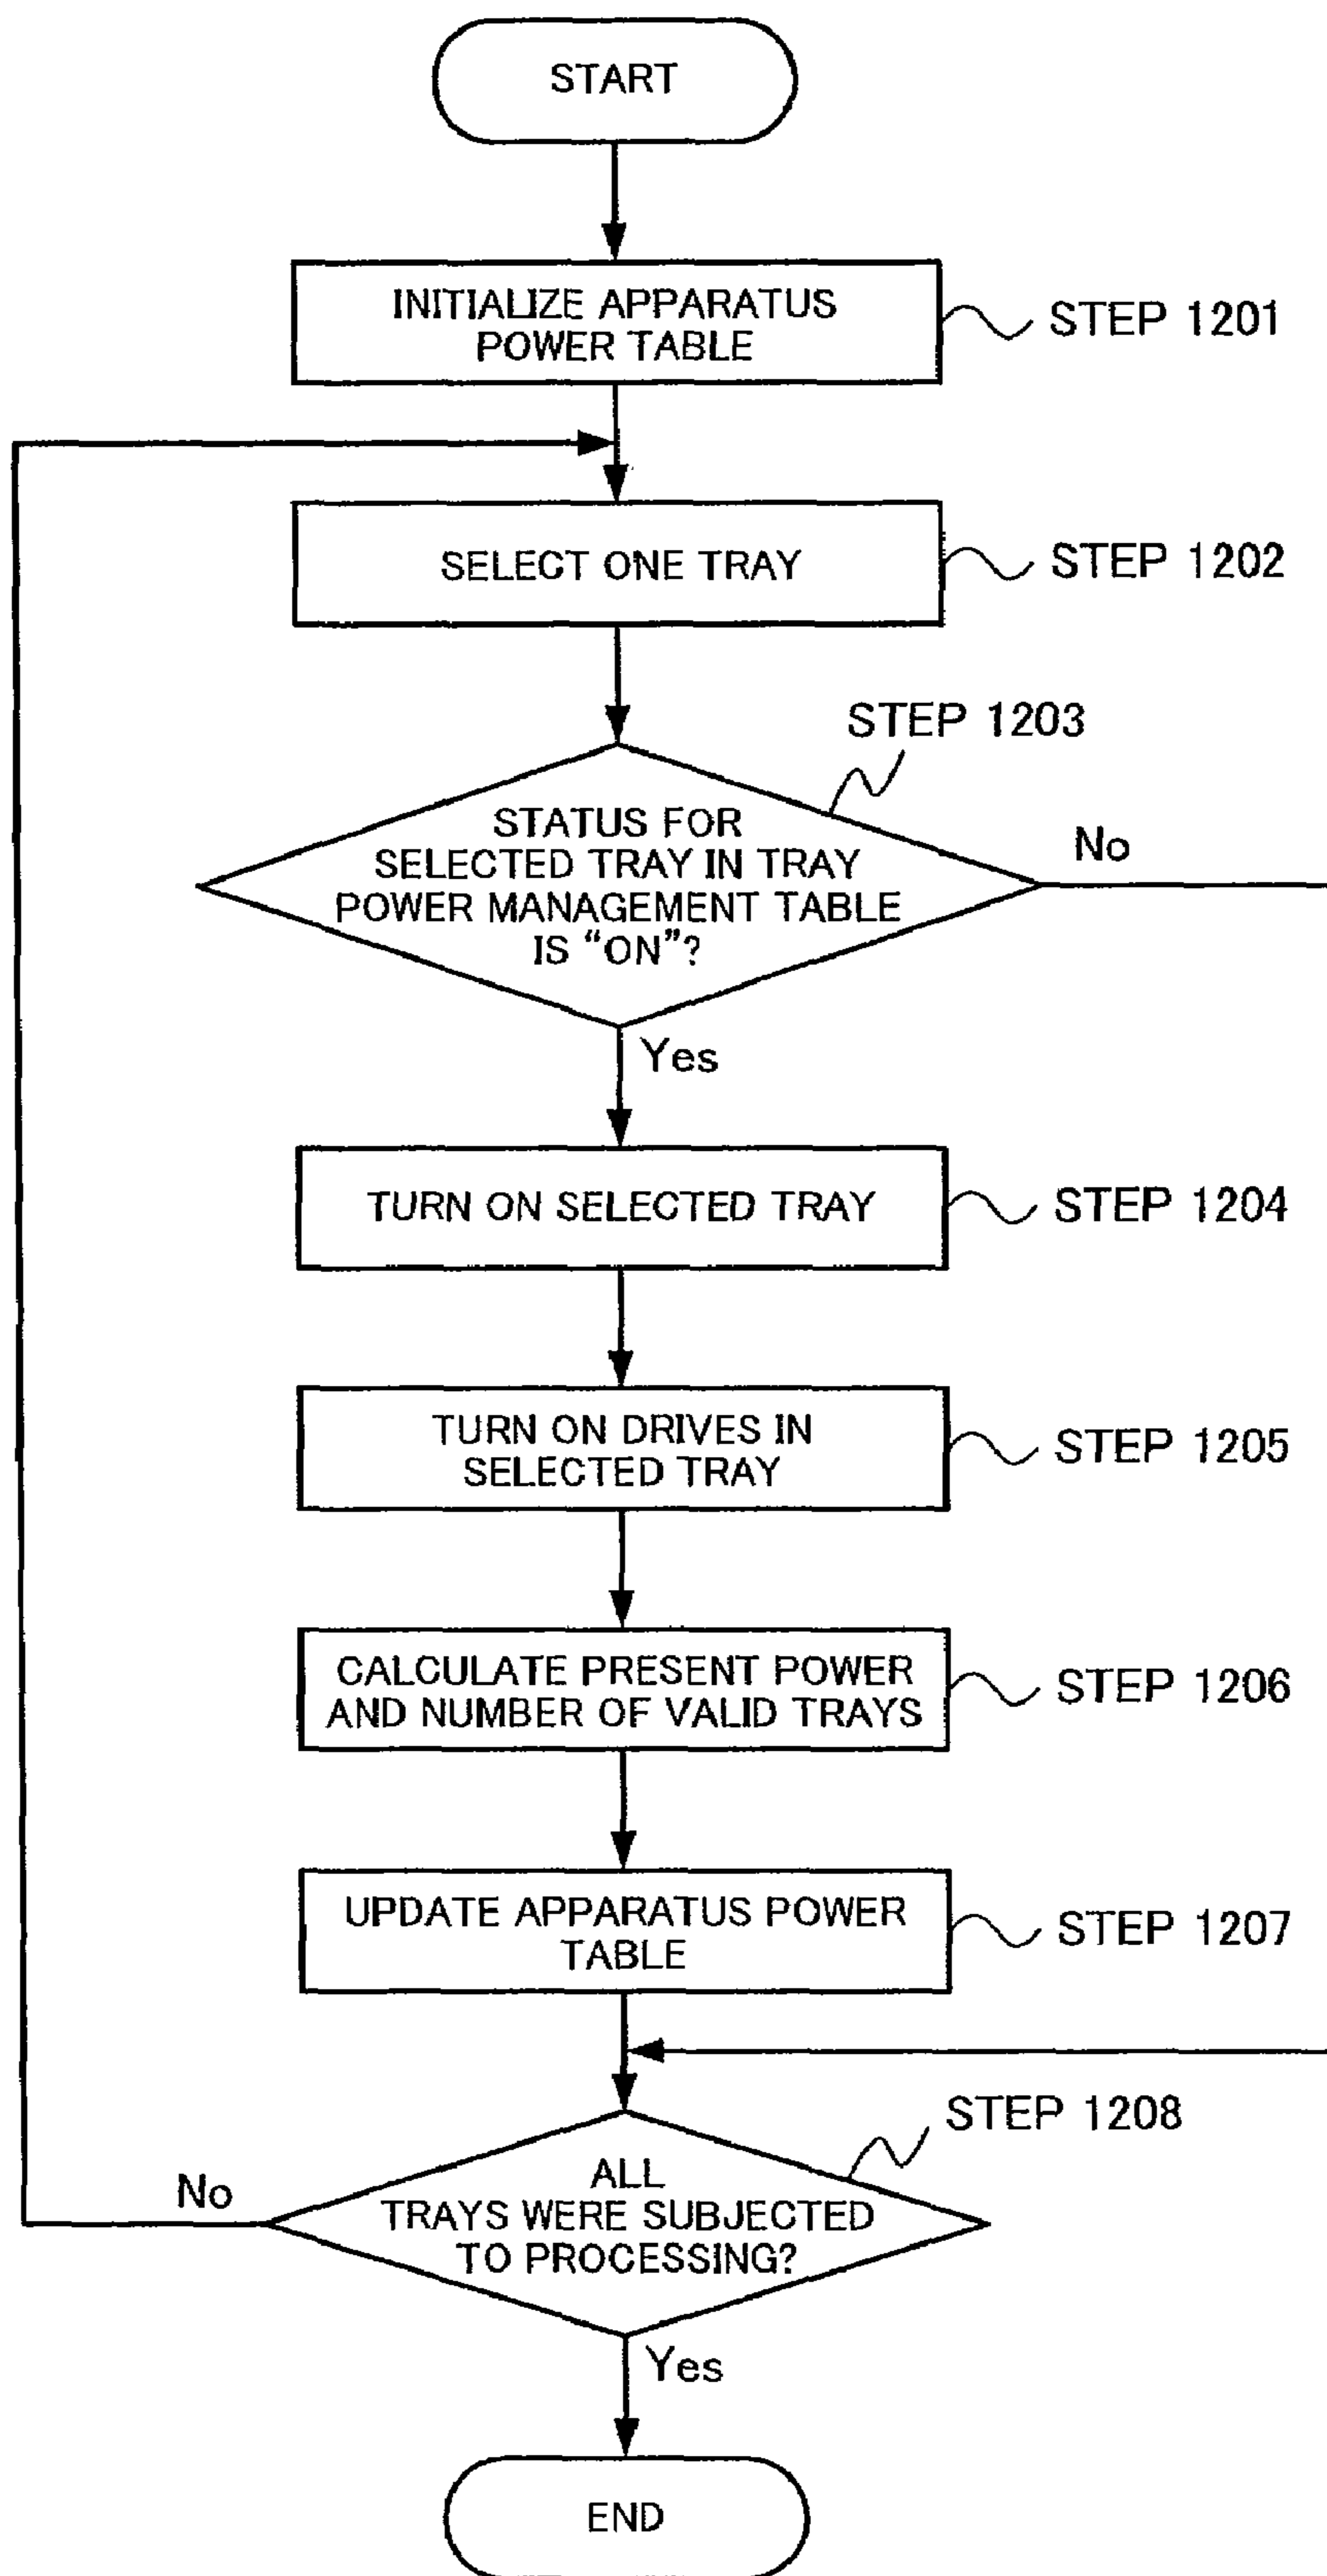 START
INITIALIZE APPARATUS
POWER TABLE
STEP 1201
SELECT ONE TRAY
STEP 1202
STEP 1203
STATUS FOR
SELECTED TRAY IN TRAY
POWER MANAGEMENT TABLE
IS “ON”?
No
Yes
TURN ON SELECTED TRAY
STEP 1204
TURN ON DRIVES IN
SELECTED TRAY
STEP 1205
CALCULATE PRESENT POWER
AND NUMBER OF VALID TRAYS
STEP 1206
UPDATE APPARATUS POWER
TABLE
STEP 1207
STEP 1208
ALL
TRAYS WERE SUBJECTED
TO PROCESSING?
No
Yes
END